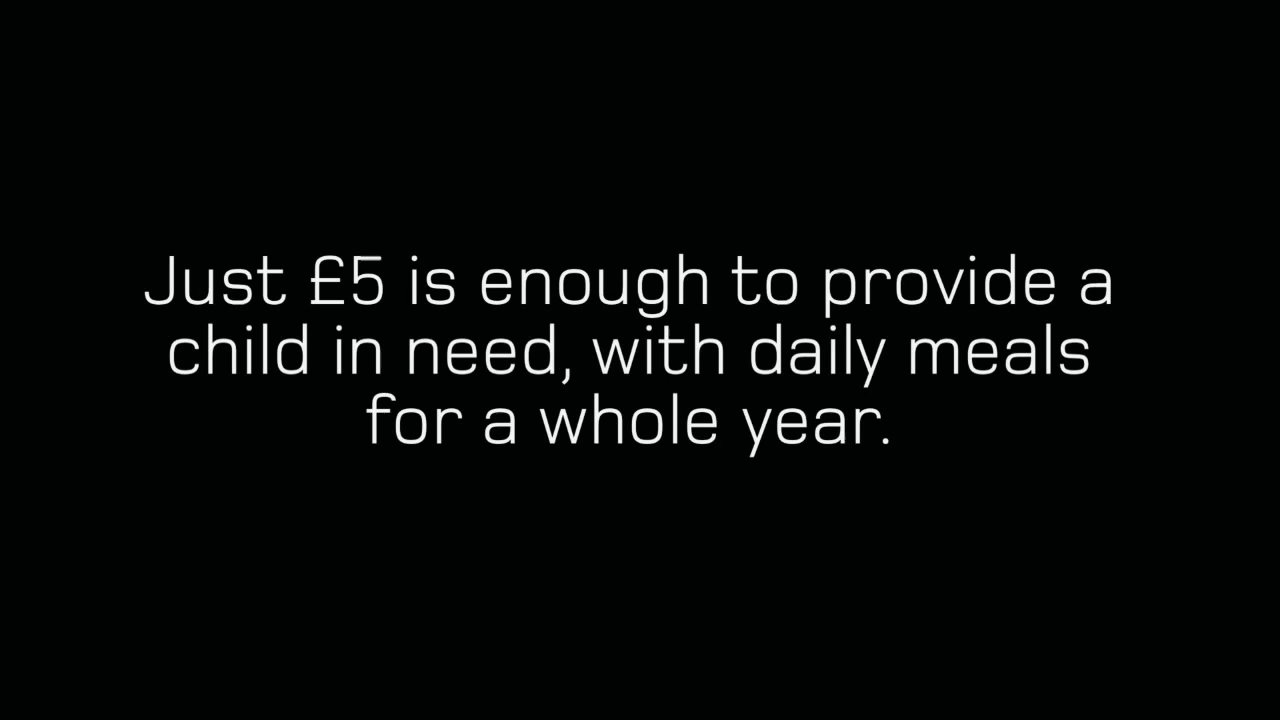 Just £5 is enough to provide a
child in need, with daily meals
for a whole year.